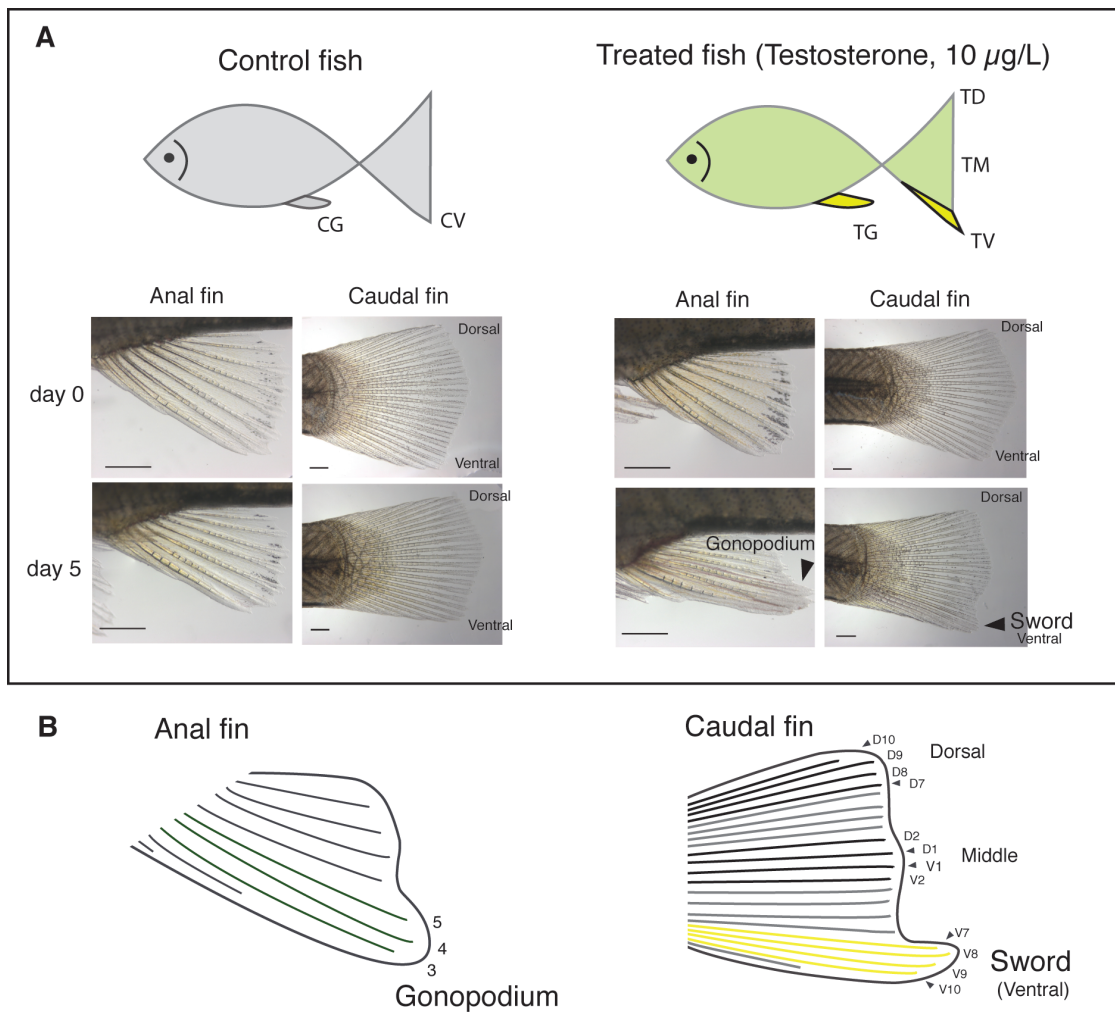 A
Control fish
Treated fish (Testosterone, 10 µg/L)
TD
TM
CG
CV
TG
TV
Anal fin
Caudal fin
Anal fin
Caudal fin
day 0
Dorsal
Ventral
Dorsal
Ventral
day 5
Dorsal
Ventral
Dorsal
Gonopodium
Sword
Ventral
B
Anal fin
5
4
3
Gonopodium
Caudal fin
D10
D9
Dorsal
D8
D7
D2
D1
Middle
V1
V2
V7
V8
Sword
V9
(Ventral)
V10